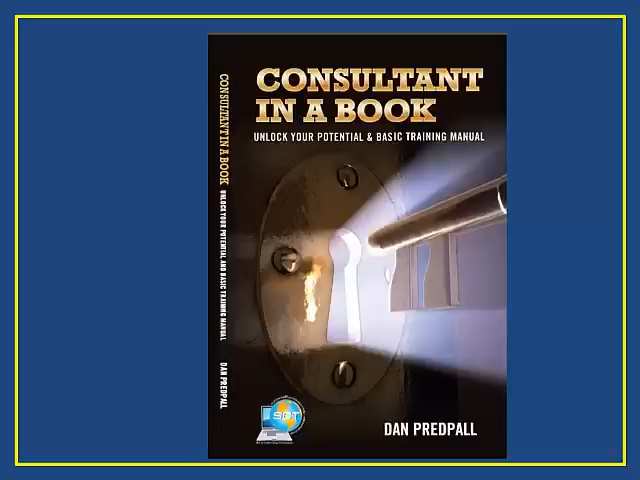 CONSULTANT
IN A BOOK
UNLOCK YOUR POTENTIAL & BASIC TRAINING MANUAL
CONSULTANT IN A BOOK
UNLOCK YOUR POTENTIAL AND BASIC TRAINING MANUAL
DAN PREDPALL
SPT
DAN PREDPALL